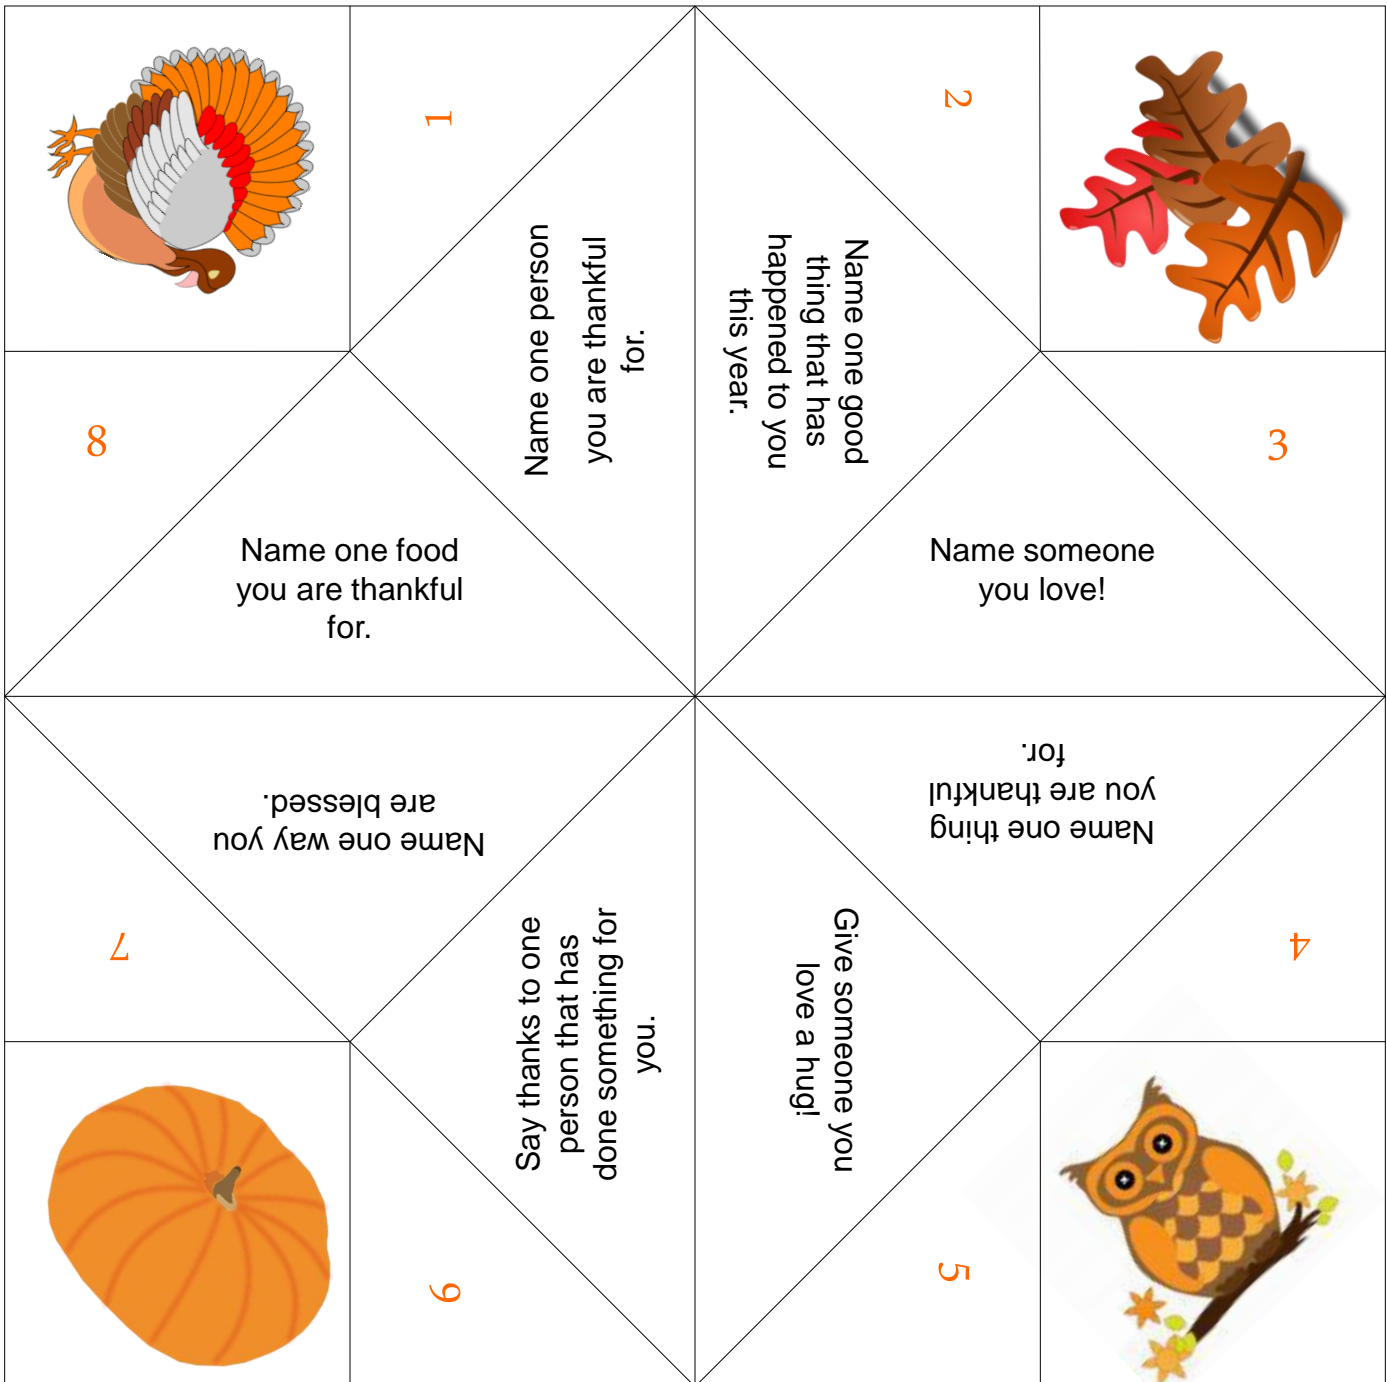 1
Name one person
you are thankful
for.
2
Name one good
thing that has
happened to you
this year.
3
Name someone
you love!
4
Name one thing
you are thankful
for.
5
Give someone you
love a hug!
6
Say thanks to one
person that has
done something for
you.
7
Name one way you
are blessed.
8
Name one food
you are thankful
for.